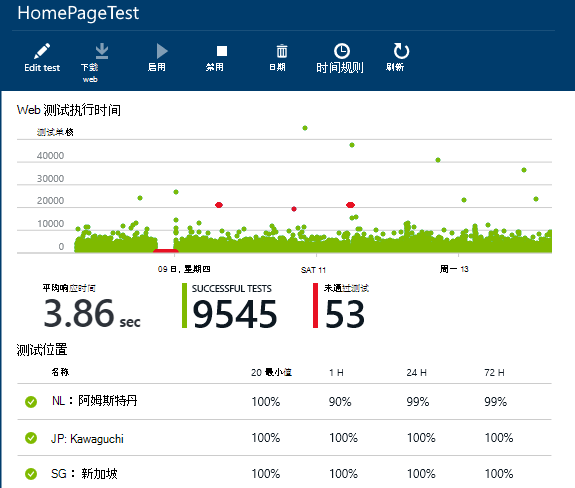 HomePageTest
Edit test 下载 web 启用 禁用 日期 时间规则 刷新
Web 测试执行时间
测试单核
40000
30000
20000
10000
0
09 日，星期四 SAT 11 周一 13
平均响应时间 SUCCESSFUL TESTS 未通过测试
3.86 sec 9545 53
测试位置
名称 20 最小值 1 H 24 H 72 H
NL： 阿姆斯特丹 100% 90% 99% 99%
JP: Kawaguchi 100% 100% 100% 100%
SG： 新加坡 100% 100% 100% 100%